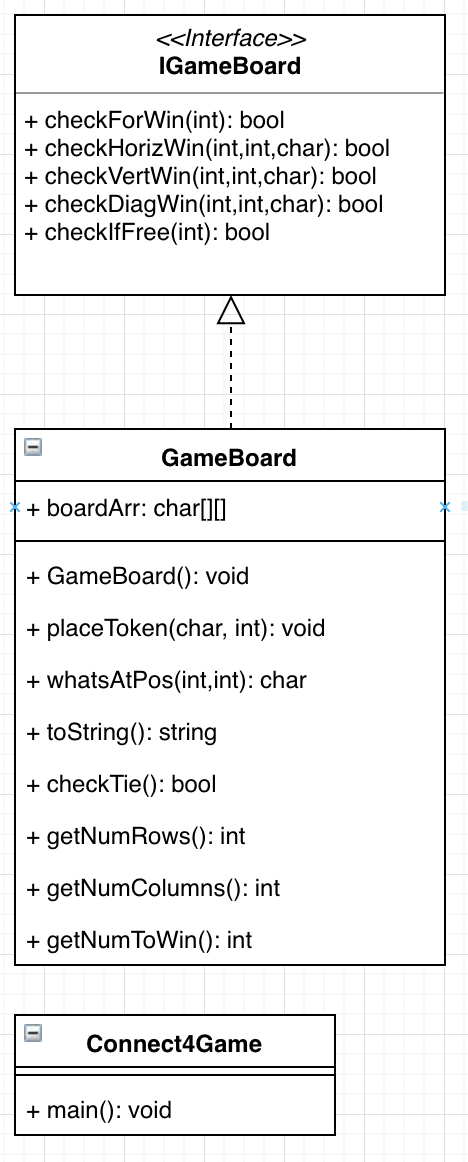 <<Interface>>
IGameBoard
+ checkForWin(int): bool
+ checkHorizWin(int,int,char): bool
+ checkVertWin(int,int,char): bool
+ checkDiagWin(int,int,char): bool
+ checkIfFree(int): bool
GameBoard
+ boardArr: char[][]
+ GameBoard(): void
+ placeToken(char, int): void
+ whatsAtPos(int,int): char
+ toString(): string
+ checkTie(): bool
+ getNumRows(): int
+ getNumColumns(): int
+ getNumToWin(): int
Connect4Game
+ main(): void